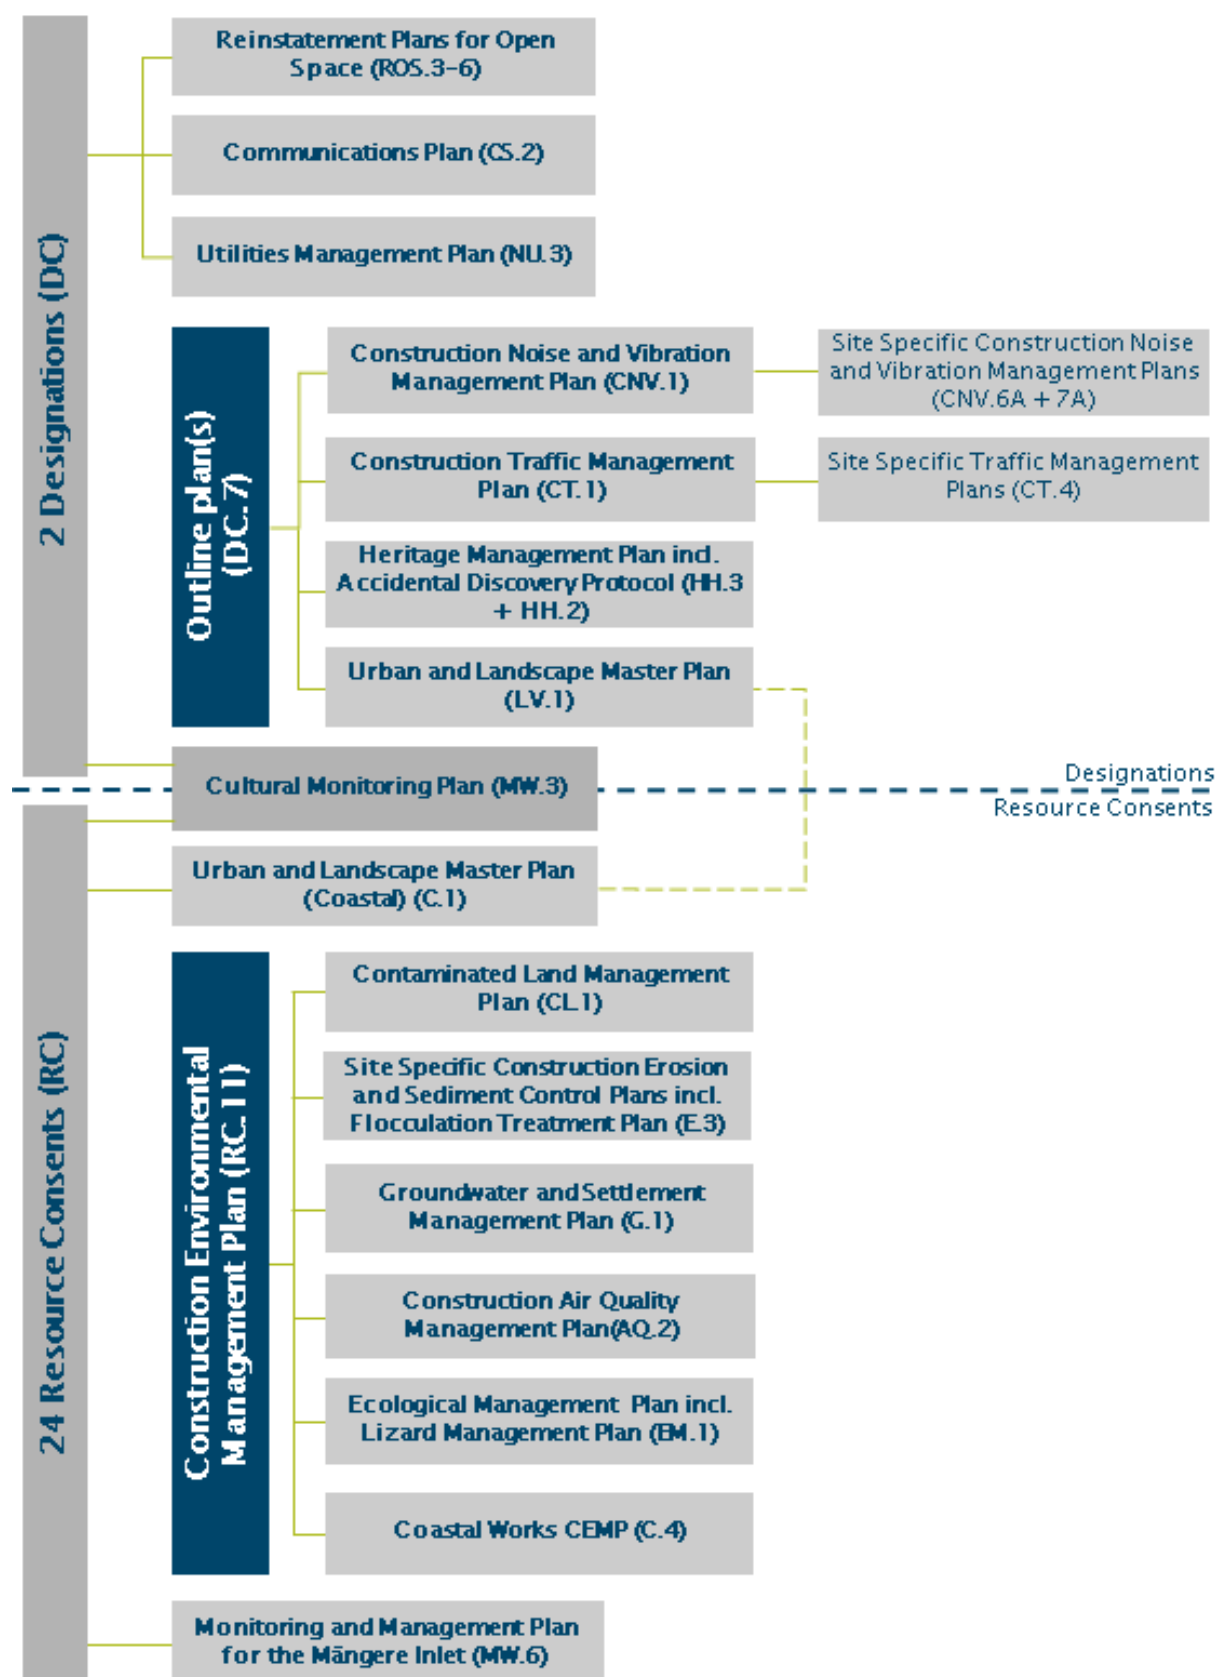 2 Designations (DC)
Reinstatement Plans for Open
Space (ROS.3-6)
Communications Plan (CS.2)
Utilities Management Plan (NU.3)
Outline plan(s)
(DC.7)
Construction Noise and Vibration
Management Plan (CNV.1)
Site Specific Construction Noise
and Vibration Management Plans
(CNV.6A + 7A)
Construction Traffic Management
Plan (CT.1)
Site Specific Traffic Management
Plans (CT.4)
Heritage Management Plan incl.
Accidental Discovery Protocol (HH.3
+ HH.2)
Urban and Landscape Master Plan
(LV.1)
Cultural Monitoring Plan (MW.3)
Designations
Resource Consents
24 Resource Consents (RC)
Urban and Landscape Master Plan
(Coastal) (C.1)
Construction Environmental
Management Plan (RC.11)
Contaminated Land Management
Plan (CL.1)
Site Specific Construction Erosion
and Sediment Control Plans incl.
Flocculation Treatment Plan (E.3)
Groundwater and Settlement
Management Plan (G.1)
Construction Air Quality
Management Plan(AQ.2)
Ecological Management Plan incl.
Lizard Management Plan (EM.1)
Coastal Works CEMP (C.4)
Monitoring and Management Plan
for the Māngere Inlet (MW.6)